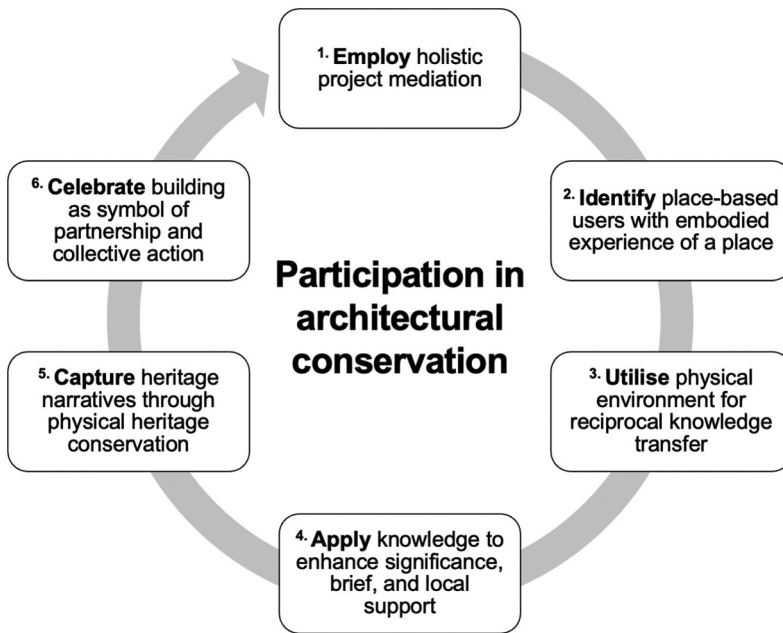 1. Employ holistic
project mediation
2. Identify place-based
users with embodied
experience of a place
3. Utilise physical
environment for
reciprocal knowledge
transfer
4. Apply knowledge to
enhance significance,
brief, and local
support
5. Capture heritage
narratives through
physical heritage
conservation
6. Celebrate building
as symbol of
partnership and
collective action
Participation in
architectural
conservation